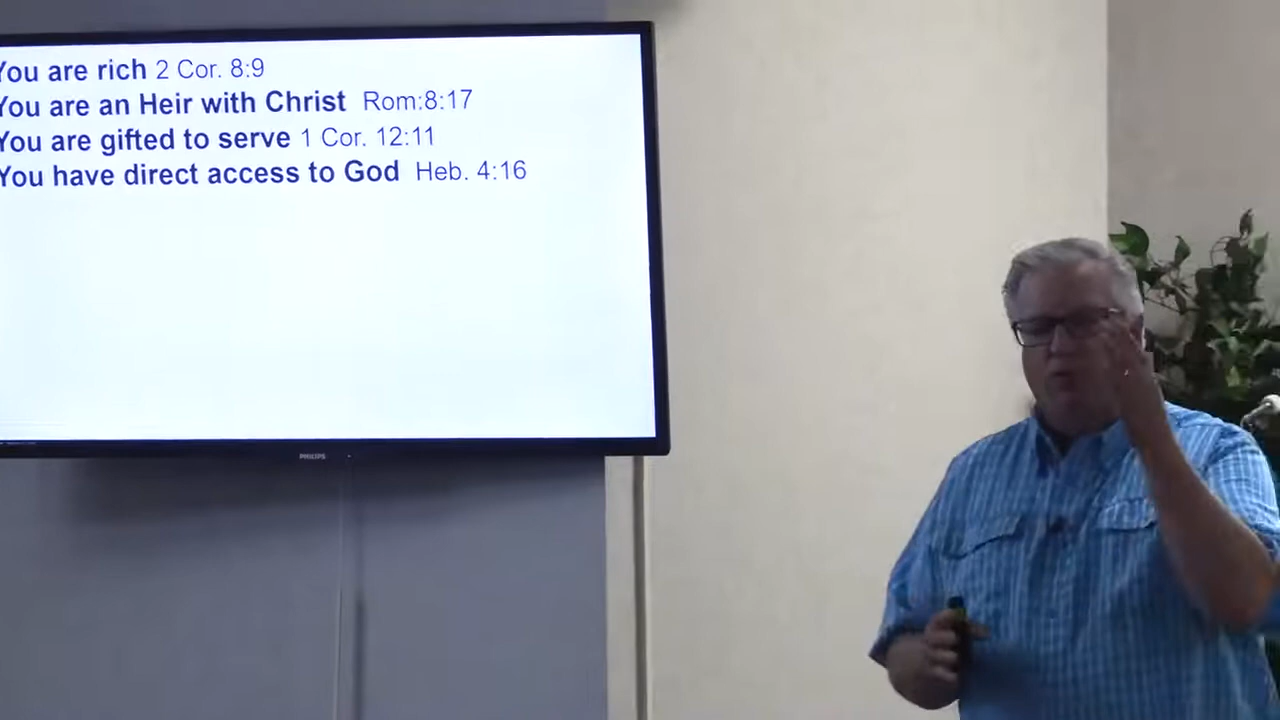 You are rich 2 Cor. 8:9
You are an Heir with Christ Rom:8:17
You are gifted to serve 1 Cor. 12:11
You have direct access to God Heb. 4:16
PHILIPS